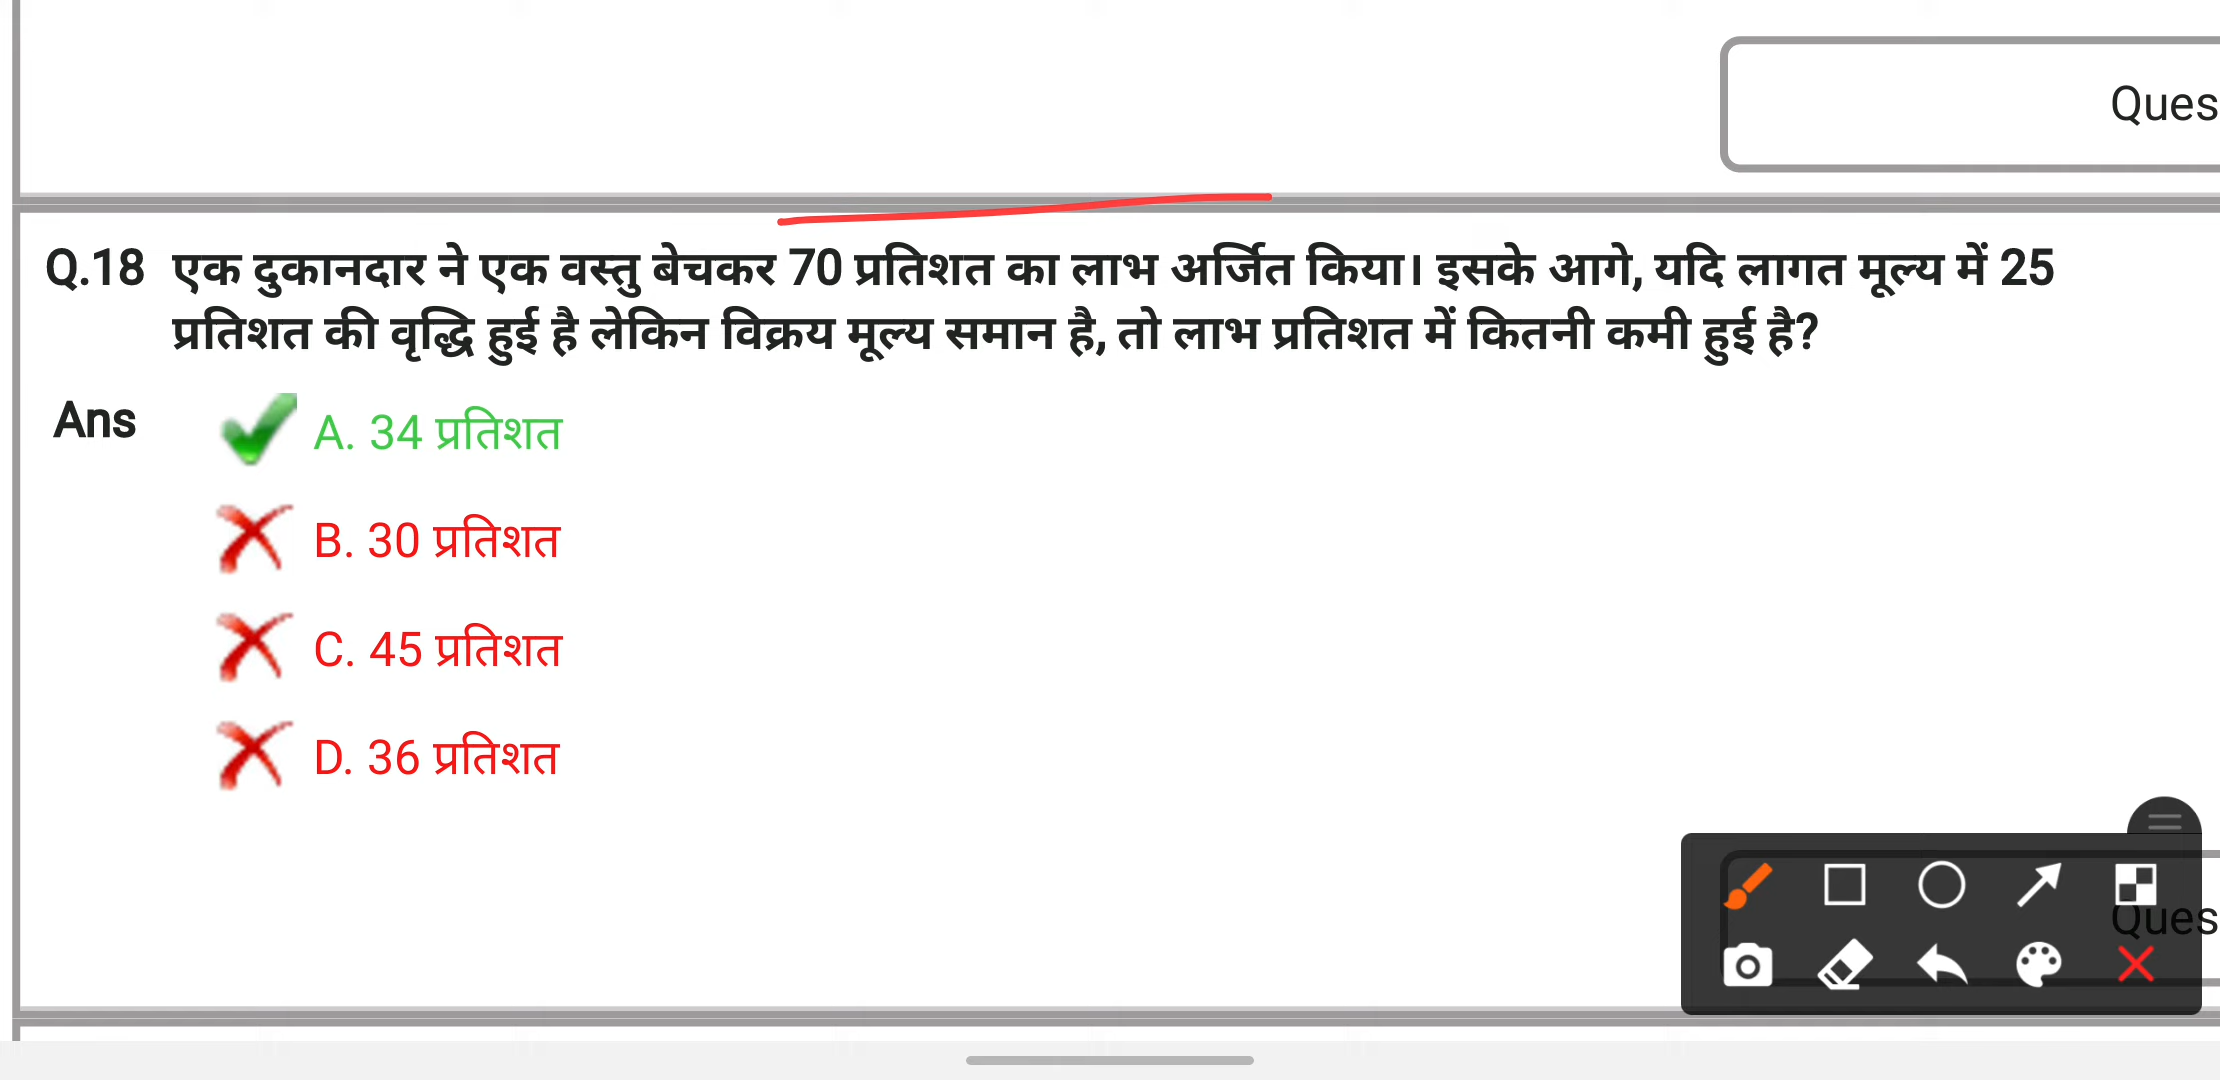 Ques
Q.18 एक दुकानदार ने एक वस्तु बेचकर 70 प्रतिशत का लाभ अर्जित किया। इसके आगे, यदि लागत मूल्य में 25
प्रतिशत की वृद्धि हुई है लेकिन विक्रय मूल्य समान है, तो लाभ प्रतिशत में कितनी कमी हुई है?
Ans A. 34 प्रतिशत
B. 30 प्रतिशत
C. 45 प्रतिशत
D. 36 प्रतिशत
Ques